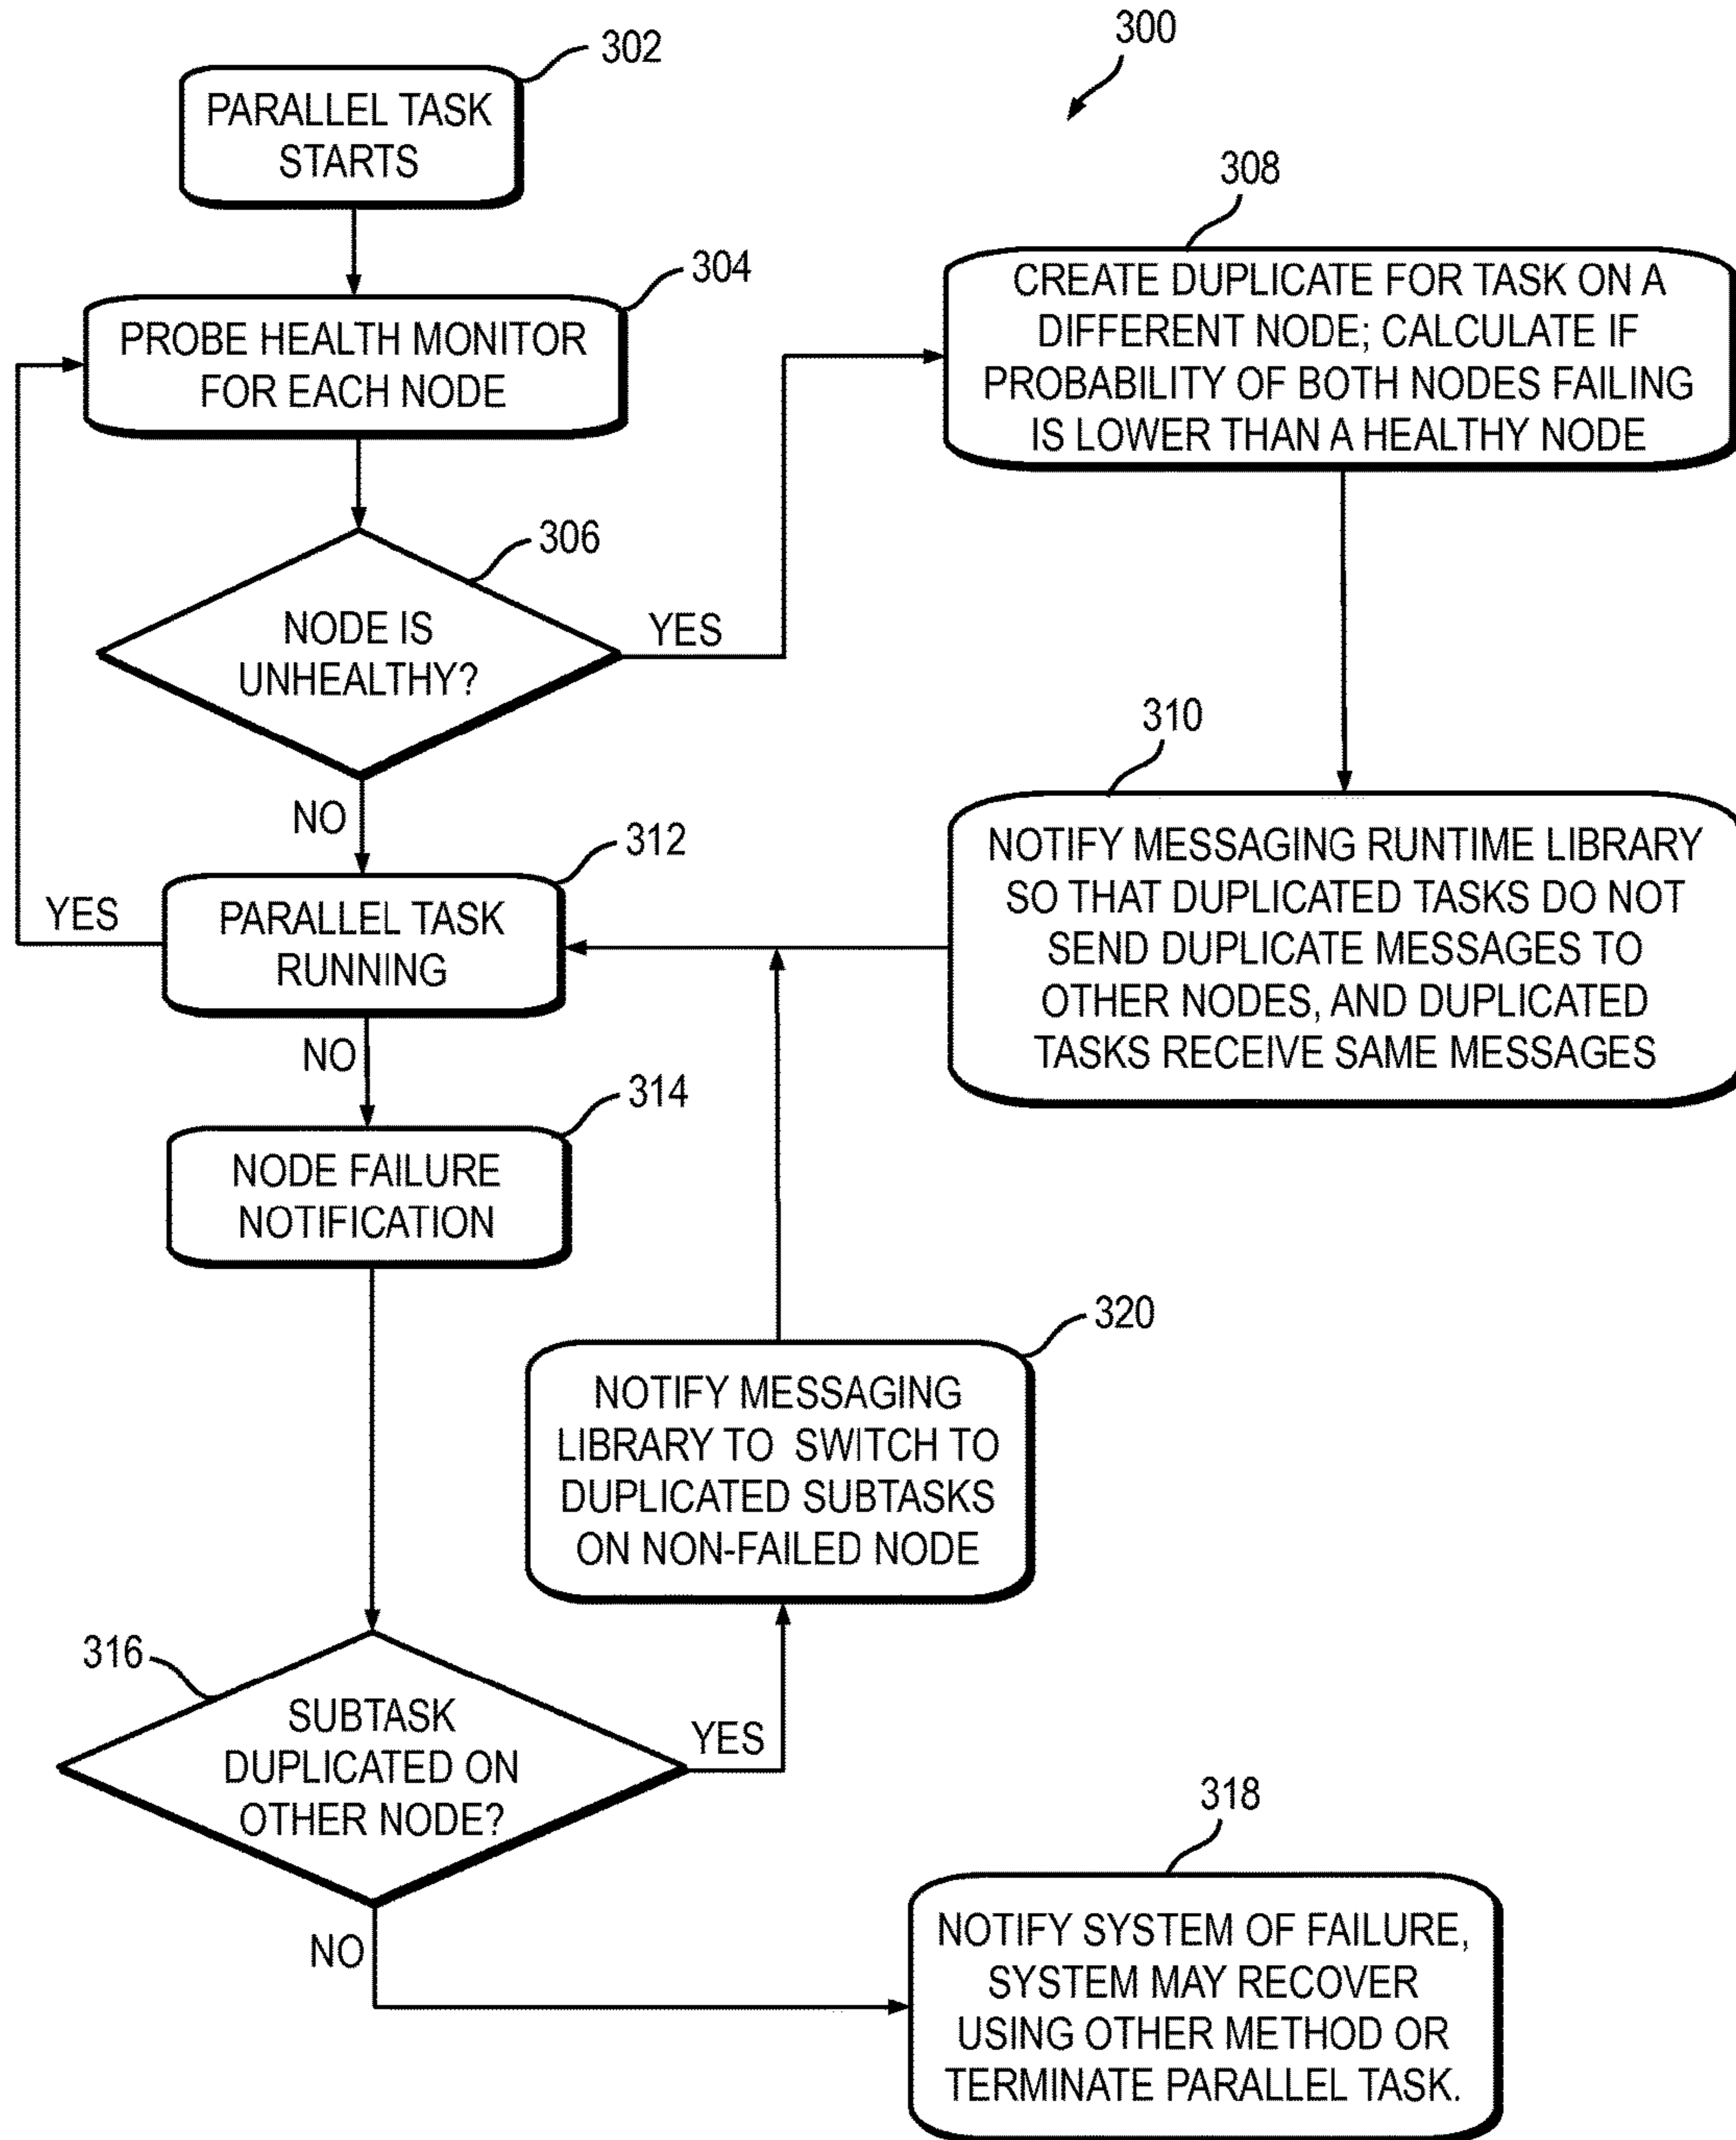 300
302
PARALLEL TASK
STARTS
304
PROBE HEALTH MONITOR
FOR EACH NODE
306
NODE IS
UNHEALTHY?
YES
NO
308
CREATE DUPLICATE FOR TASK ON A
DIFFERENT NODE; CALCULATE IF
PROBABILITY OF BOTH NODES FAILING
IS LOWER THAN A HEALTHY NODE
310
NOTIFY MESSAGING RUNTIME LIBRARY
SO THAT DUPLICATED TASKS DO NOT
SEND DUPLICATE MESSAGES TO
OTHER NODES, AND DUPLICATED
TASKS RECEIVE SAME MESSAGES
312
PARALLEL TASK
RUNNING
YES
NO
314
NODE FAILURE
NOTIFICATION
320
NOTIFY MESSAGING
LIBRARY TO SWITCH TO
DUPLICATED SUBTASKS
ON NON-FAILED NODE
316
SUBTASK
DUPLICATED ON
OTHER NODE?
YES
NO
318
NOTIFY SYSTEM OF FAILURE,
SYSTEM MAY RECOVER
USING OTHER METHOD OR
TERMINATE PARALLEL TASK.